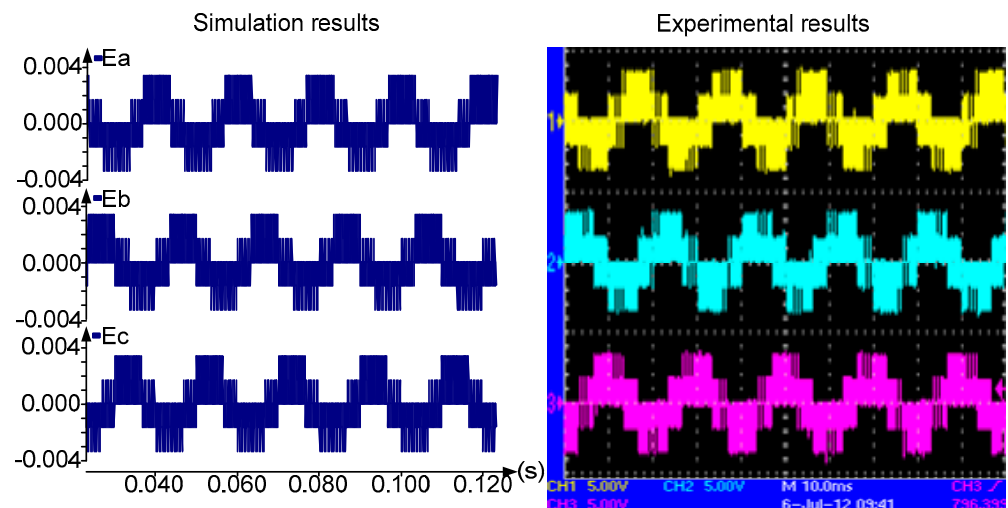 Simulation results
Experimental results
Ea
0.004
0.000
-0.004
Eb
0.004
0.000
-0.004
Ec
0.004
0.000
-0.004
0.040 0.060 0.080 0.100 0.120 (s)
1
2
3
CH1 5.00V CH2 5.00V M 10.0ms CH3
CH3 5.00V 6-Jul-12 09:41 796.399